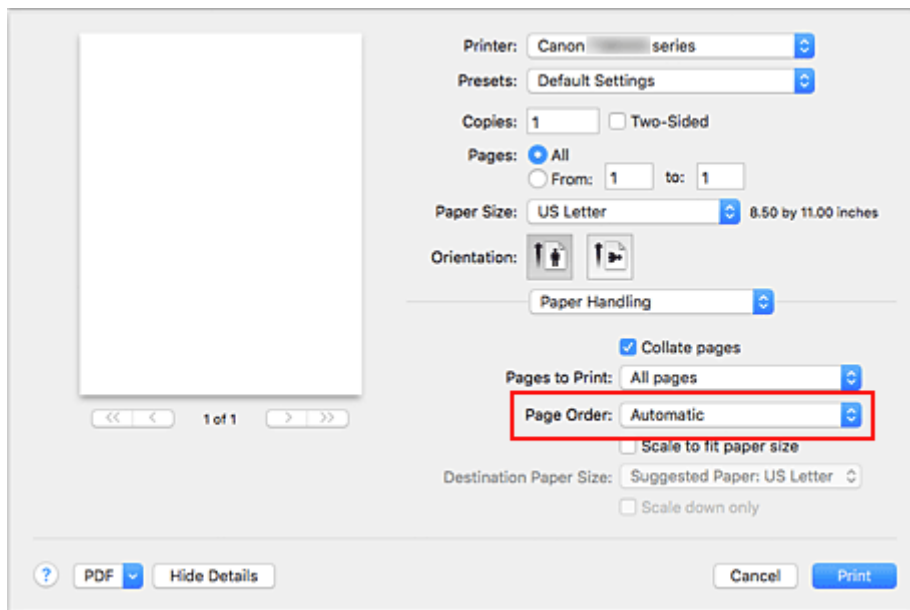 Printer: Canon series
Presets: Default Settings
Copies: 1 Two-Sided
Pages: All
From: 1 to: 1
Paper Size: US Letter 8.50 by 11.00 inches
Orientation:
Paper Handling
Collate pages
Pages to Print: All pages
<< < 1 of 1 > >>
Page Order: Automatic
Scale to fit paper size
Destination Paper Size: Suggested Paper: US Letter
Scale down only
? PDF Hide Details Cancel Print